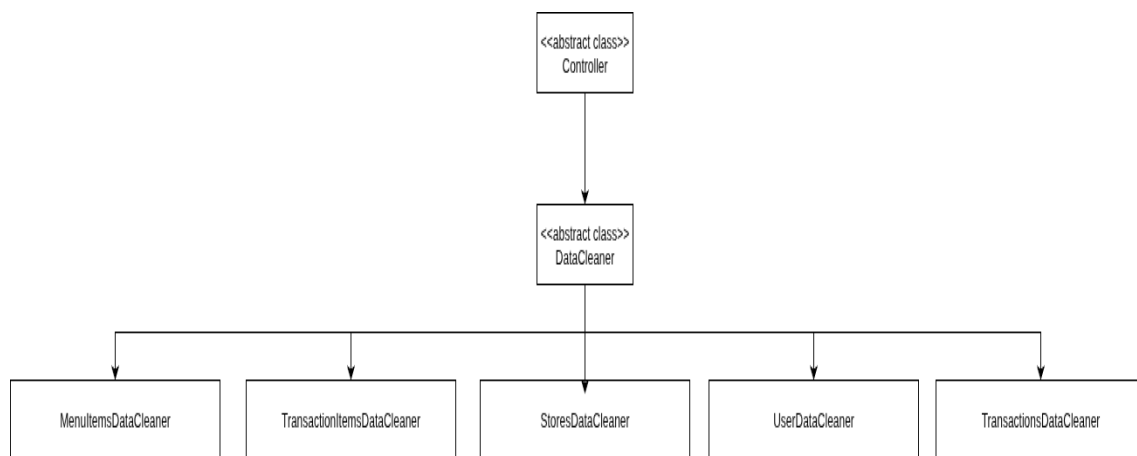 <<abstract class>>
Controller
<<abstract class>>
DataCleaner
MenuItemsDataCleaner
TransactionItemsDataCleaner
StoresDataCleaner
UserDataCleaner
TransactionsDataCleaner